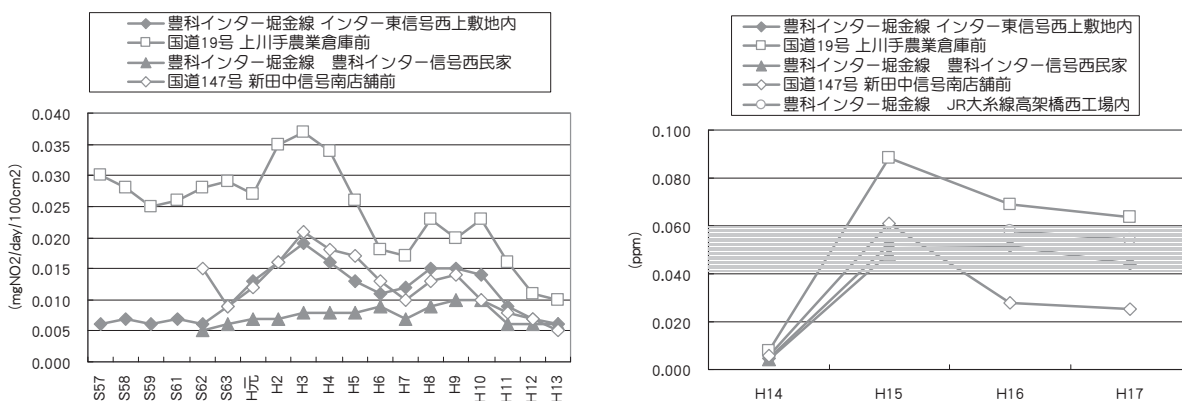 豊科インター堀金線 インター東信号西上敷地内
国道19号 上川手農業倉庫前
豊科インター堀金線　豊科インター信号西民家
国道147号 新田中信号南店舗前
(mgNO2/day/100cm2)
0.040
0.035
0.030
0.025
0.020
0.015
0.010
0.005
0.000
S57
S58
S59
S61
S62
S63
H元
H2
H3
H4
H5
H6
H7
H8
H9
H10
H11
H12
H13
豊科インター堀金線 インター東信号西上敷地内
国道19号 上川手農業倉庫前
豊科インター堀金線　豊科インター信号西民家
国道147号 新田中信号南店舗前
豊科インター堀金線　JR大糸線高架橋西工場内
(ppm)
0.100
0.080
0.060
0.040
0.020
0.000
H14
H15
H16
H17